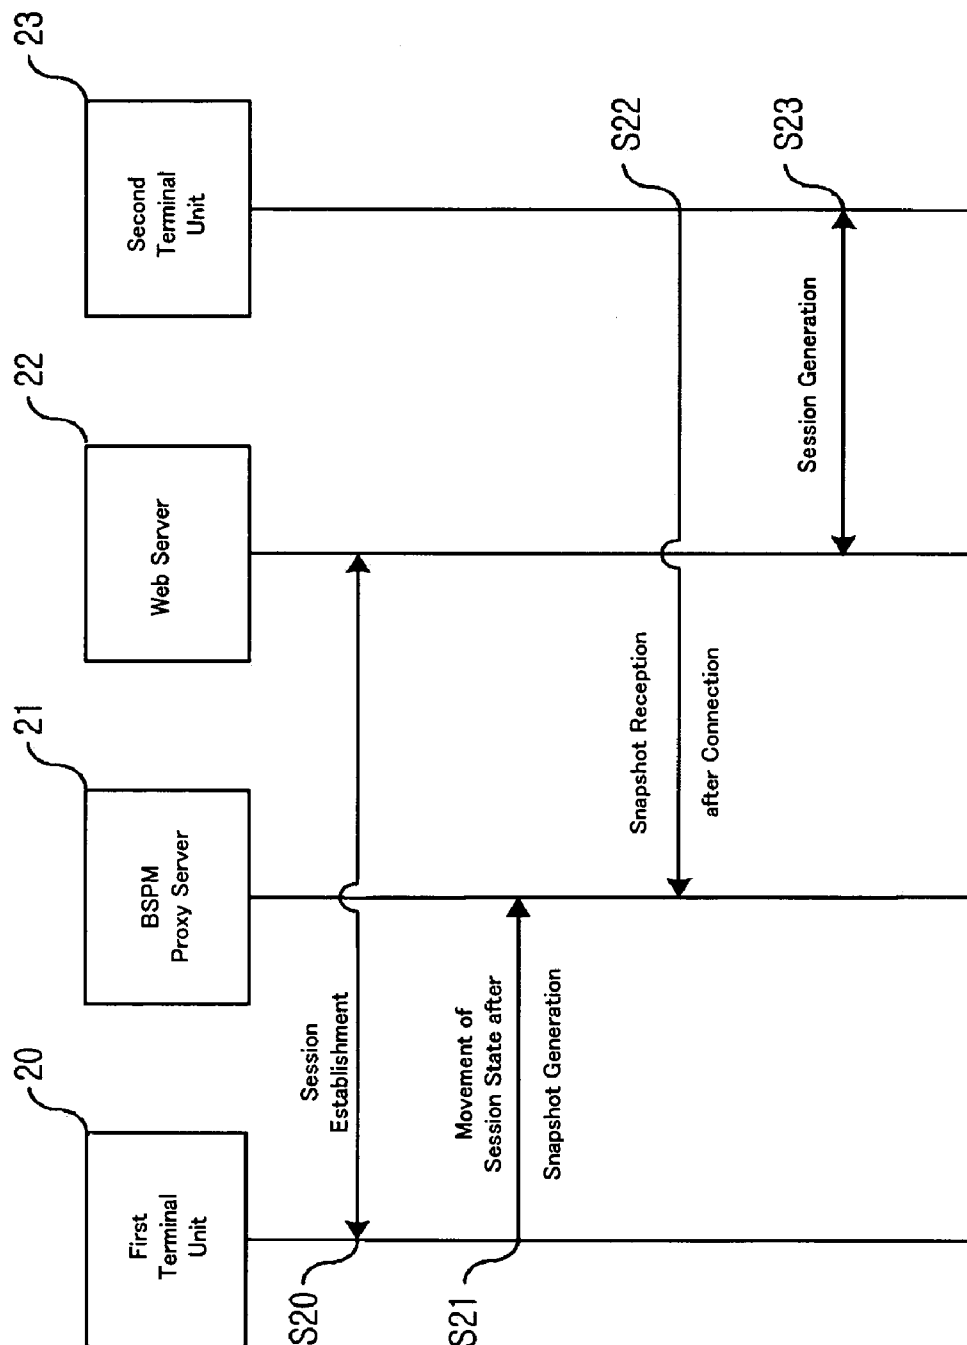 20
21
22
23
First
Terminal
Unit
BSPM
Proxy Server
Web Server
Second
Terminal
Unit
S20
Session
Establishment
S21
Movement of
Session State after
Snapshot Generation
Snapshot Reception
after Connection
S22
Session Generation
S23